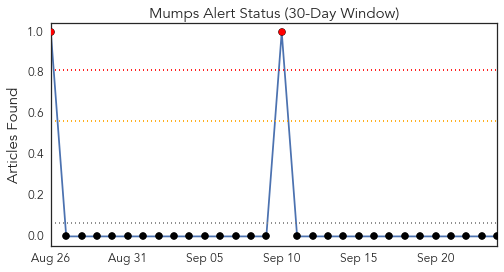 Mumps Alert Status (30-Day Window)
Articles Found
1.0
0.8
0.6
0.4
0.2
0.0
Aug 26 Aug 31 Sep 05 Sep 10 Sep 15 Sep 20